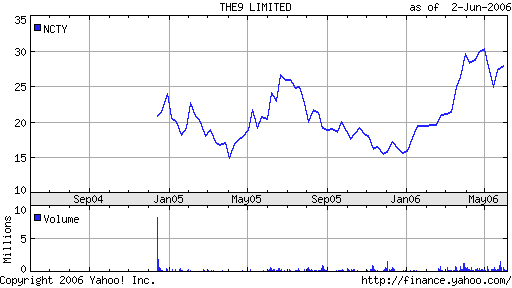 THE9 LIMITED as of 2-Jun-2006
35
NCTY
30
25
20
15
10
Sep04 Jan05 May05 Sep05 Jan06 May06
10
Volume
Millions
5
0
Copyright 2006 Yahoo! Inc. http://finance.yahoo.com/